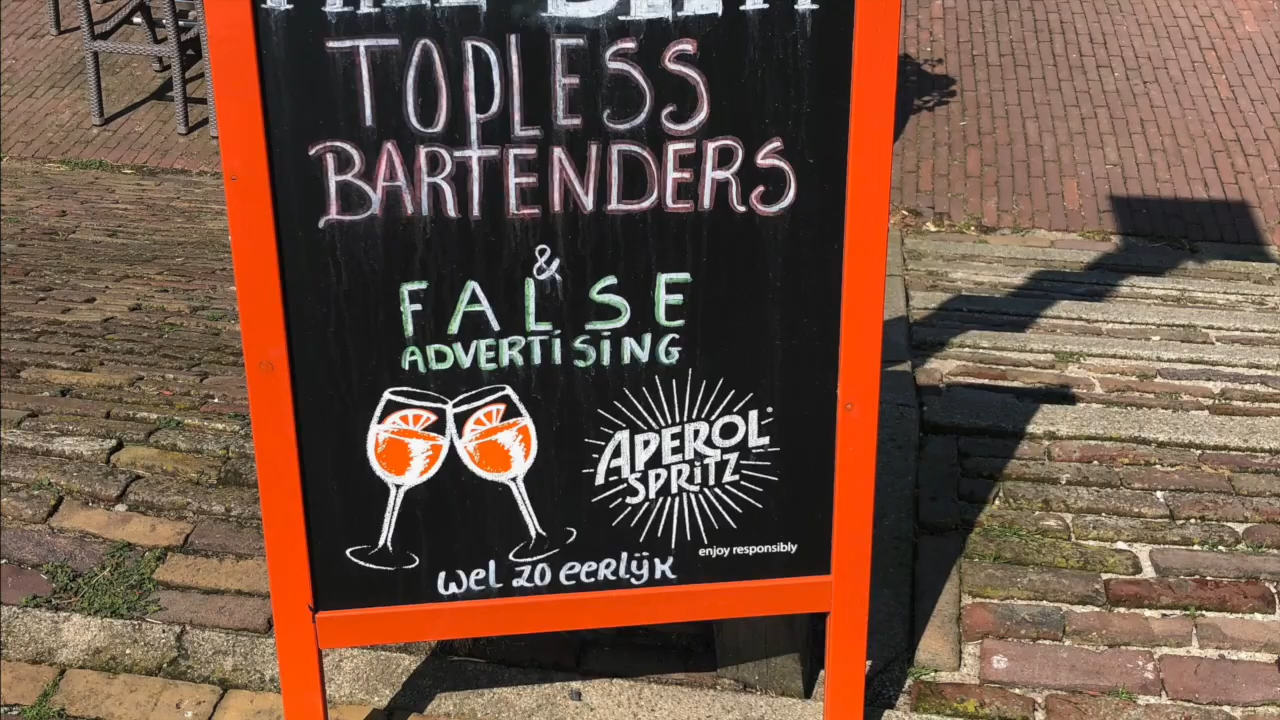 TOPLESS
BARTENDERS
&
FALSE
ADVERTISING
APEROL
SPRITZ
enjoy responsibly
wel zo eerlijk